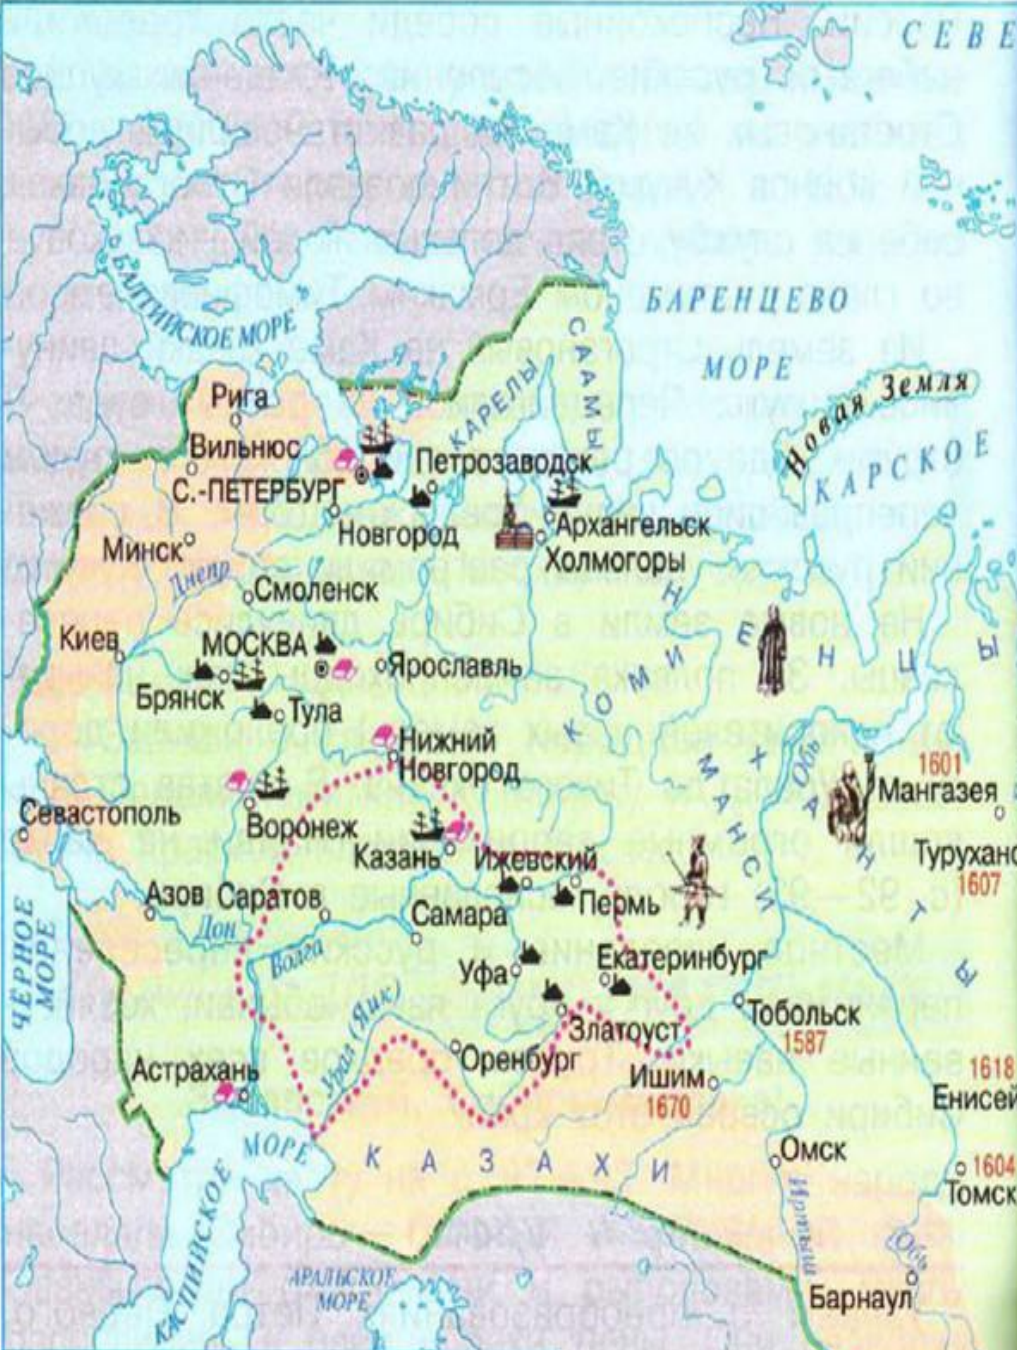 СЕВЕ
БАРЕНЦЕВО
МОРЕ
БАЛТИЙСКОЕ МОРЕ
СААМЫ
КАРЕЛЫ
Новая Земля
КАРСКОЕ
Рига
Вильнюс
С.-ПЕТЕРБУРГ
Петрозаводск
Новгород
Архангельск
Холмогоры
Минск
Днепр
Смоленск
НЕНЦЫ
КОМИ
Киев
МОСКВА
Ярославль
Брянск
Тула
Нижний
Новгород
ХАНТЫ
МАНСИ
Обь
1601
Мангазея
Севастополь
Воронеж
Казань
Ижевский
Туруханс
1607
Азов
Саратов
Пермь
Самара
Дон
Волга
ЧЁРНОЕ
МОРЕ
Уфа
Екатеринбург
Урал (Яик)
Златоуст
Тобольск
1587
Оренбург
Астрахань
Ишим
1670
1618
Енисей
МОРЕ
КАЗАХИ
Омск
1604
Томск
Иртыш
Обь
КАСПИЙСКОЕ
АРАЛЬСКОЕ
МОРЕ
Барнаул